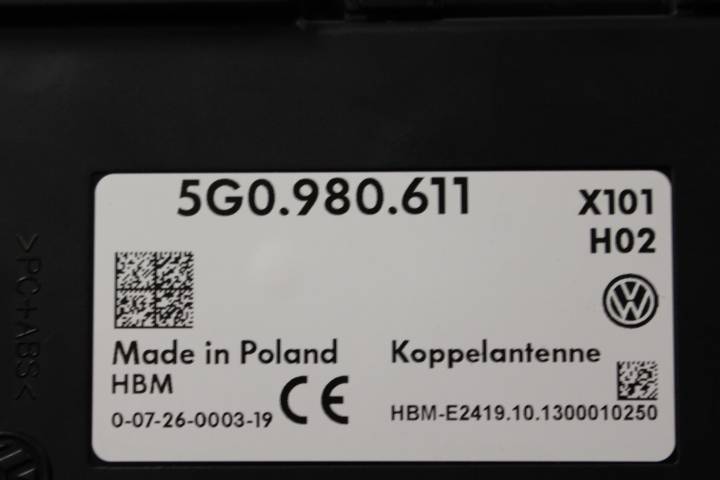 5G0.980.611
X101
H02
Made in Poland
Koppelantenne
HBM
CE
0-07-26-0003-19
HBM-E2419.10.1300010250
>PC+ABS<